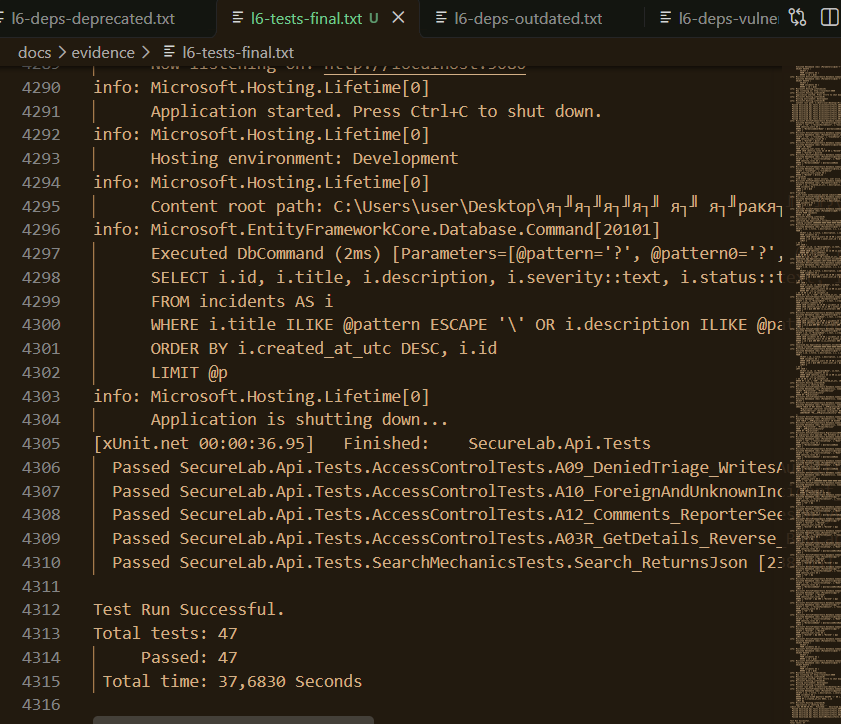 l6-deps-deprecated.txt
l6-tests-final.txt U
l6-deps-outdated.txt
l6-deps-vulne
docs > evidence > l6-tests-final.txt
4290 info: Microsoft.Hosting.Lifetime[0]
4291 Application started. Press Ctrl+C to shut down.
4292 info: Microsoft.Hosting.Lifetime[0]
4293 Hosting environment: Development
4294 info: Microsoft.Hosting.Lifetime[0]
4295 Content root path: C:\Users\user\Desktop\я┐╜я┐╜я┐╜я┐╜ я┐╜ я┐╜ракя┐
4296 info: Microsoft.EntityFrameworkCore.Database.Command[20101]
4297 Executed DbCommand (2ms) [Parameters=[@pattern='?', @pattern0='?',
4298 SELECT i.id, i.title, i.description, i.severity::text, i.status::te
4299 FROM incidents AS i
4300 WHERE i.title ILIKE @pattern ESCAPE '\' OR i.description ILIKE @pat
4301 ORDER BY i.created_at_utc DESC, i.id
4302 LIMIT @p
4303 info: Microsoft.Hosting.Lifetime[0]
4304 Application is shutting down...
4305 [xUnit.net 00:00:36.95] Finished: SecureLab.Api.Tests
4306 Passed SecureLab.Api.Tests.AccessControlTests.A09_DeniedTriage_WritesA
4307 Passed SecureLab.Api.Tests.AccessControlTests.A10_ForeignAndUnknownInc
4308 Passed SecureLab.Api.Tests.AccessControlTests.A12_Comments_ReporterSee
4309 Passed SecureLab.Api.Tests.AccessControlTests.A03R_GetDetails_Reverse_
4310 Passed SecureLab.Api.Tests.SearchMechanicsTests.Search_ReturnsJson [23
4311
4312 Test Run Successful.
4313 Total tests: 47
4314 Passed: 47
4315 Total time: 37,6830 Seconds
4316